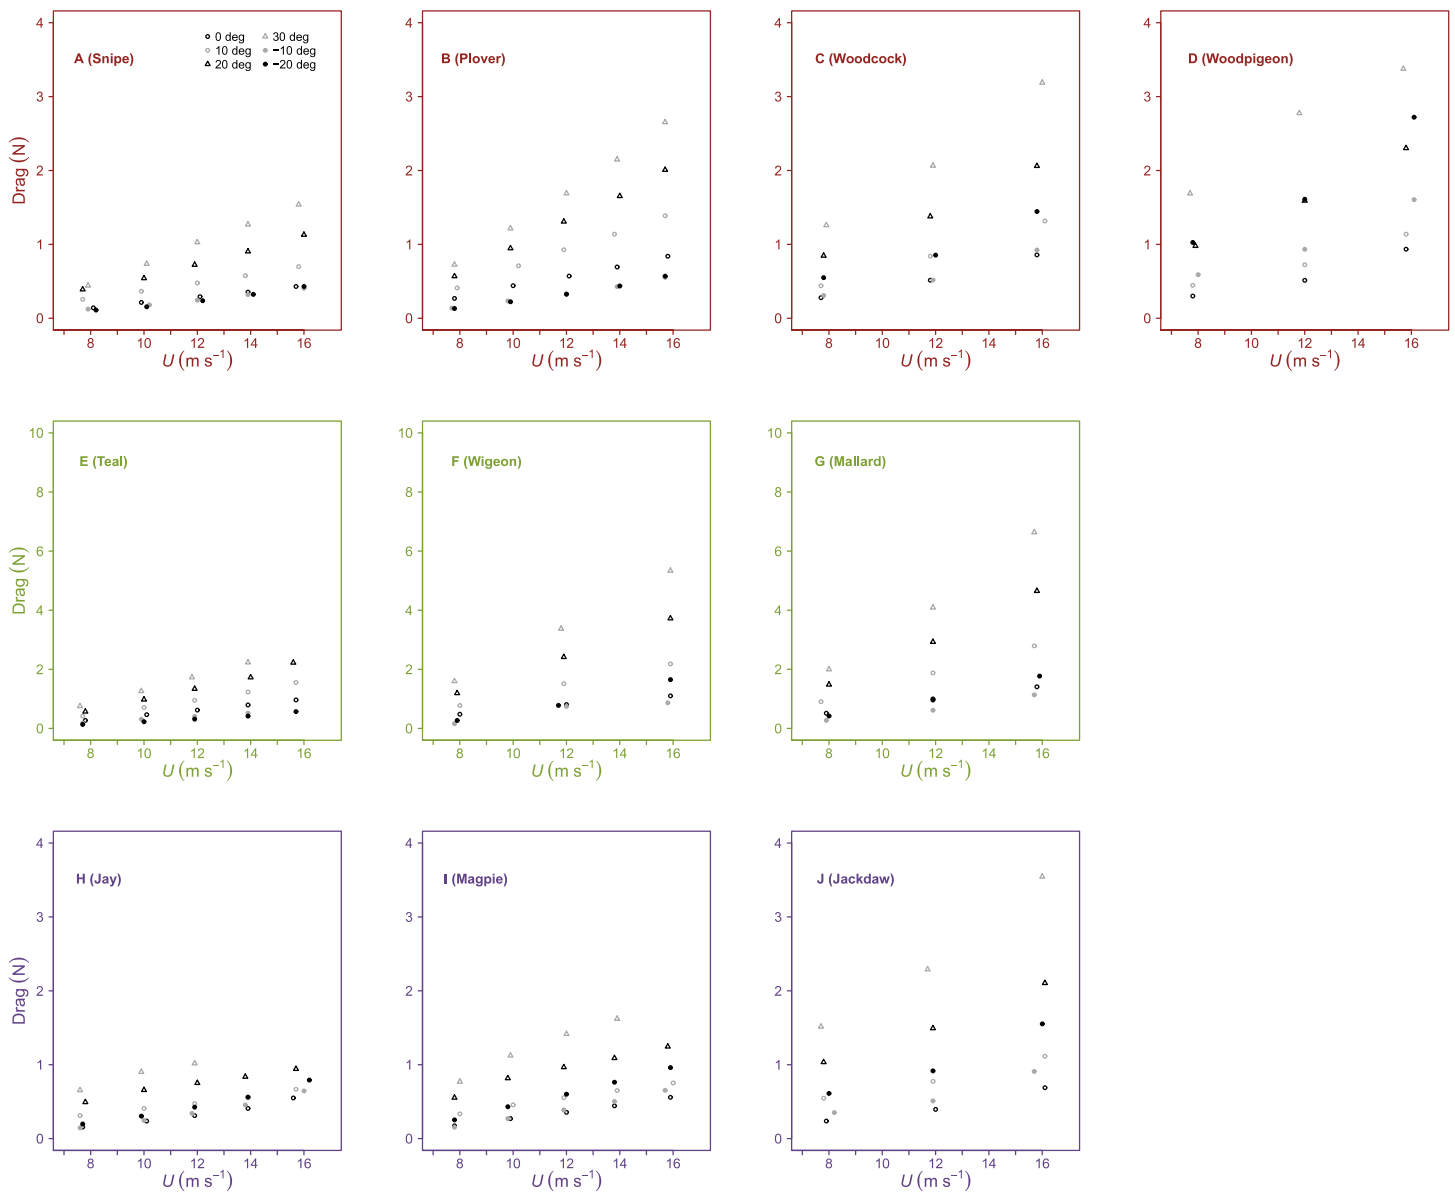 4
3
2
1
0
Drag (N)
A (Snipe)
0 deg
30 deg
10 deg
−10 deg
20 deg
−20 deg
8 10 12 14 16
U (m s⁻¹)
4
3
2
1
0
B (Plover)
8 10 12 14 16
U (m s⁻¹)
4
3
2
1
0
C (Woodcock)
8 10 12 14 16
U (m s⁻¹)
4
3
2
1
0
D (Woodpigeon)
8 10 12 14 16
U (m s⁻¹)
10
8
6
4
2
0
Drag (N)
E (Teal)
8 10 12 14 16
U (m s⁻¹)
10
8
6
4
2
0
F (Wigeon)
8 10 12 14 16
U (m s⁻¹)
10
8
6
4
2
0
G (Mallard)
8 10 12 14 16
U (m s⁻¹)
4
3
2
1
0
Drag (N)
H (Jay)
8 10 12 14 16
U (m s⁻¹)
4
3
2
1
0
I (Magpie)
8 10 12 14 16
U (m s⁻¹)
4
3
2
1
0
J (Jackdaw)
8 10 12 14 16
U (m s⁻¹)